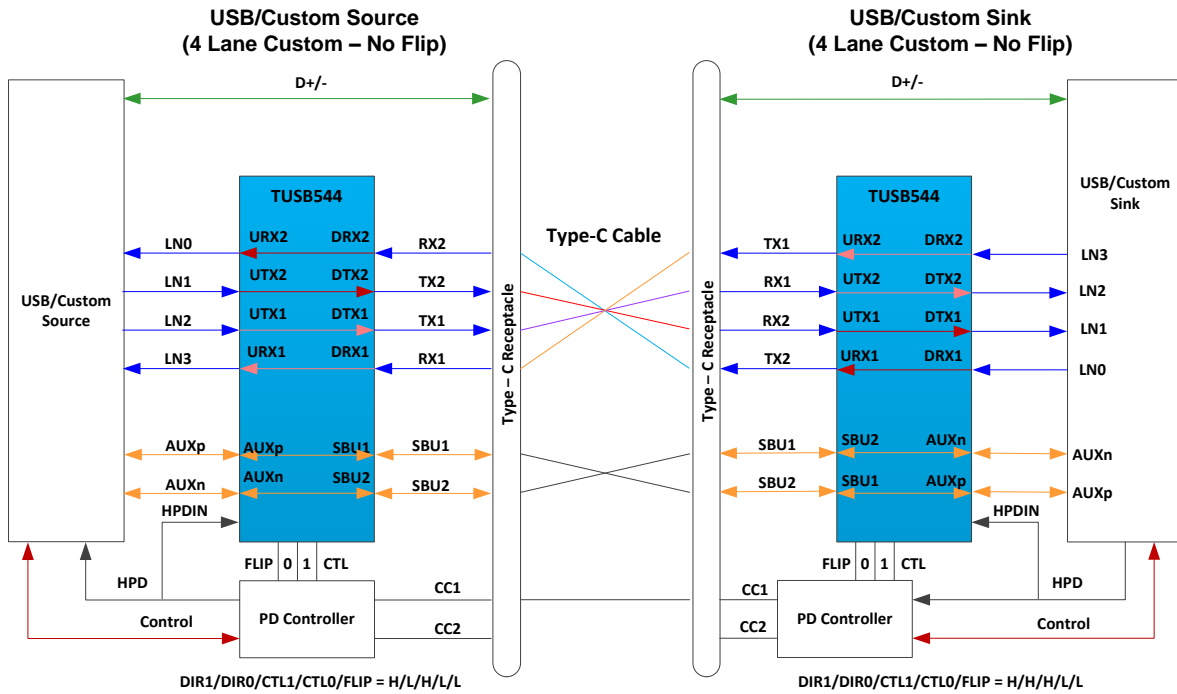 USB/Custom Source
(4 Lane Custom – No Flip)
USB/Custom Sink
(4 Lane Custom – No Flip)
D+/-
D+/-
USB/Custom
Source
TUSB544
LN0
URX2
DRX2
RX2
LN1
UTX2
DTX2
TX2
LN2
UTX1
DTX1
TX1
LN3
URX1
DRX1
RX1
AUXp
AUXp
SBU1
SBU1
AUXn
AUXn
SBU2
SBU2
HPDIN
FLIP
0
1
CTL
HPD
Control
PD Controller
CC1
CC2
Type – C Receptacle
Type-C Cable
Type – C Receptacle
TUSB544
USB/Custom
Sink
TX1
URX2
DRX2
LN3
RX1
UTX2
DTX2
LN2
RX2
UTX1
DTX1
LN1
TX2
URX1
DRX1
LN0
SBU1
SBU2
AUXn
AUXn
SBU2
SBU1
AUXp
AUXp
HPDIN
FLIP
0
1
CTL
HPD
CC1
CC2
PD Controller
Control
DIR1/DIR0/CTL1/CTL0/FLIP = H/L/H/L/L
DIR1/DIR0/CTL1/CTL0/FLIP = H/H/H/L/L